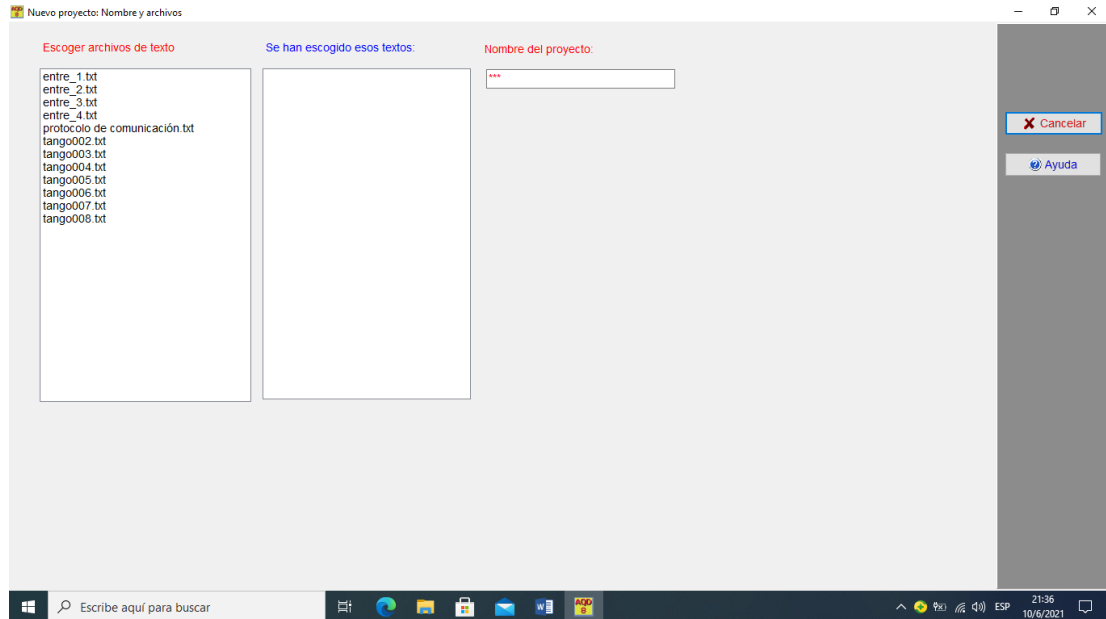 Nuevo proyecto: Nombre y archivos
Escoger archivos de texto
Se han escogido esos textos:
Nombre del proyecto:
entre_1.txt
entre_2.txt
entre_3.txt
entre_4.txt
protocolo de comunicación.txt
tango002.txt
tango003.txt
tango004.txt
tango005.txt
tango006.txt
tango007.txt
tango008.txt
***
Cancelar
Ayuda
Escribe aquí para buscar
AQD
8
ESP
21:36
10/6/2021